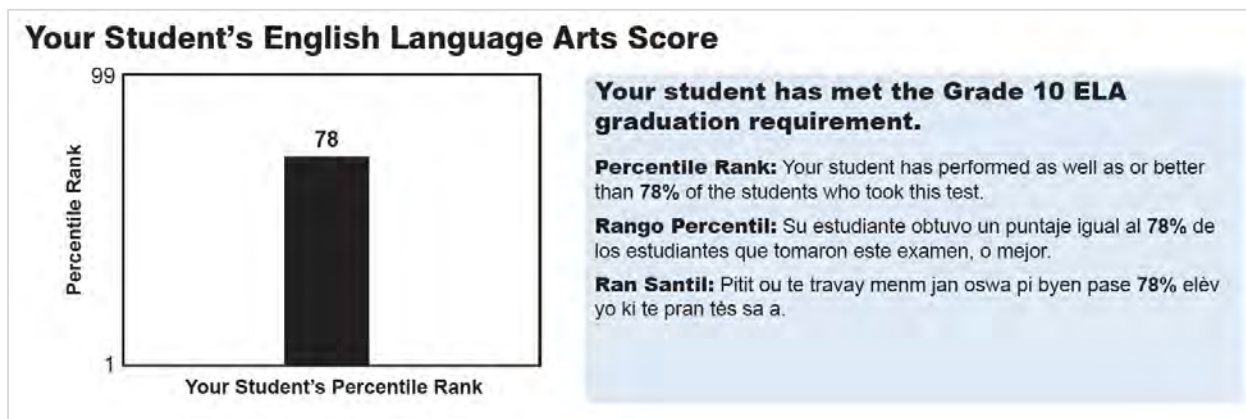 Your Student's English Language Arts Score
99
78
Percentile Rank
1
Your Student's Percentile Rank
Your student has met the Grade 10 ELA
graduation requirement.
Percentile Rank: Your student has performed as well as or better
than 78% of the students who took this test.
Rango Percentil: Su estudiante obtuvo un puntaje igual al 78% de
los estudiantes que tomaron este examen, o mejor.
Ran Santil: Pitit ou te travay menm jan oswa pi byen pase 78% elèv
yo ki te pran tès sa a.